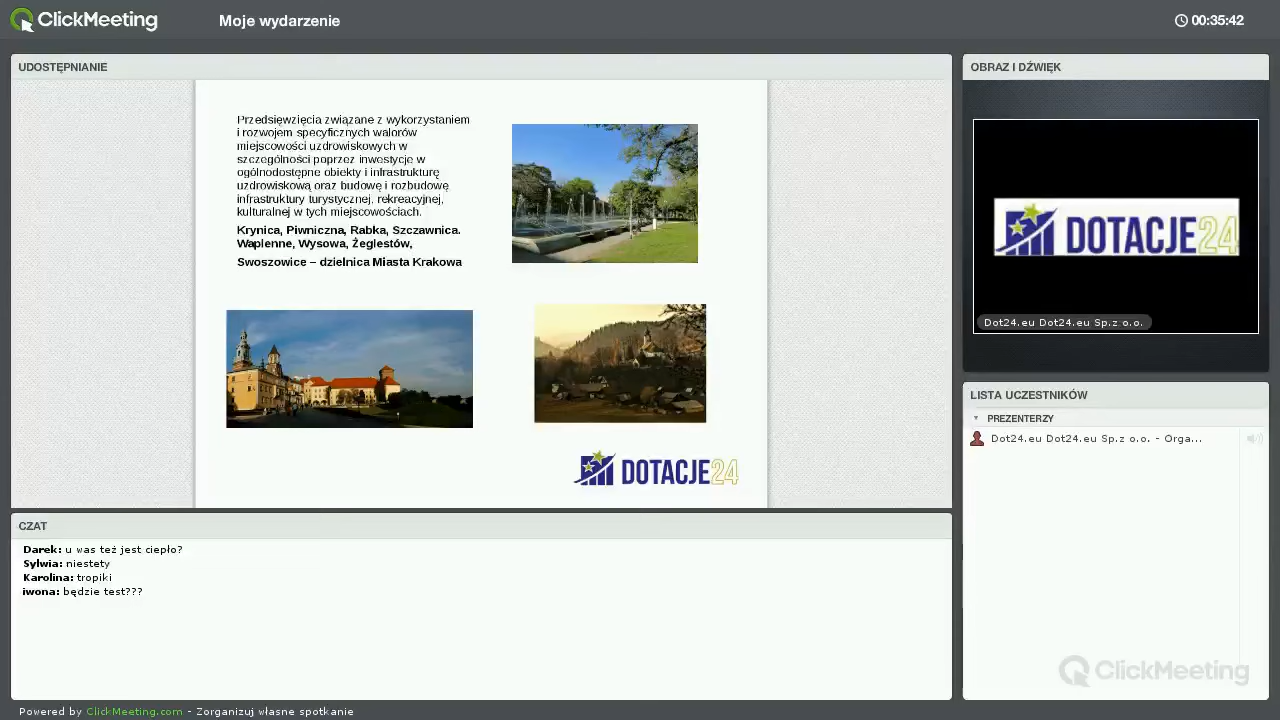 ClickMeeting
Moje wydarzenie
00:35:42
UDOSTĘPNIANIE
Przedsięwzięcia związane z wykorzystaniem
i rozwojem specyficznych walorów
miejscowości uzdrowiskowych w
szczególności poprzez inwestycje w
ogólnodostępne obiekty i infrastrukturę
uzdrowiskową oraz budowę i rozbudowę
infrastruktury turystycznej, rekreacyjnej,
kulturalnej w tych miejscowościach.
Krynica, Piwniczna, Rabka, Szczawnica.
Wapienne, Wysowa, Żegiestów,
Swoszowice – dzielnica Miasta Krakowa
DOTACJE24
OBRAZ I DŹWIĘK
DOTACJE24
Dot24.eu Dot24.eu Sp.z o.o.
LISTA UCZESTNIKÓW
PREZENTERZY
Dot24.eu Dot24.eu Sp.z o.o. - Orga...
CZAT
Darek: u was też jest ciepło?
Sylwia: niestety
Karolina: tropiki
iwona: będzie test???
ClickMeeting
Powered by ClickMeeting.com - Zorganizuj własne spotkanie